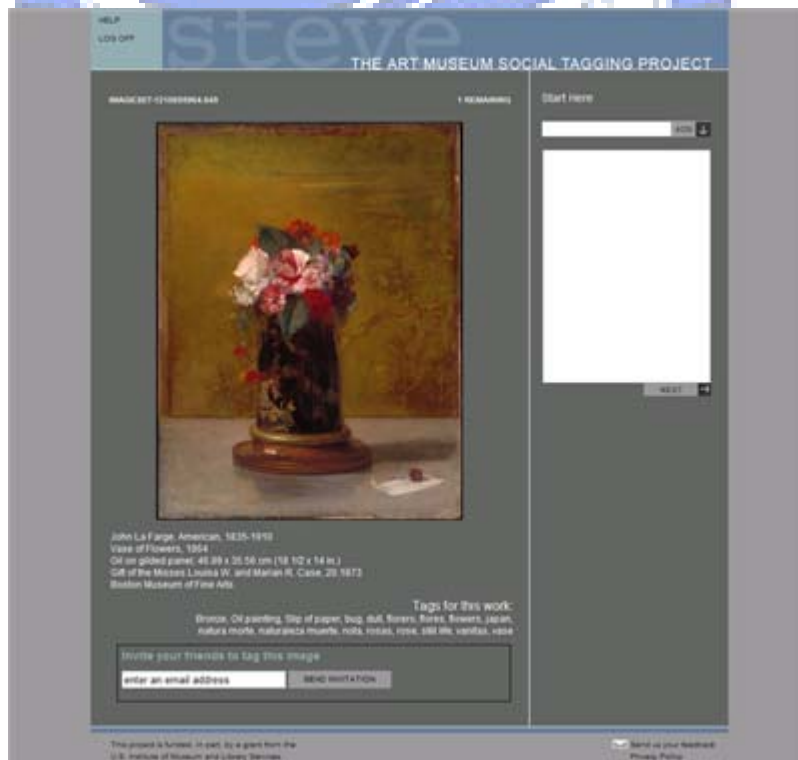 HELP
LOG OFF
steve
THE ART MUSEUM SOCIAL TAGGING PROJECT
1 REMAINING
Start Here
ADD
NEXT
John La Farge, American, 1835-1910
Vase of Flowers, 1864
Oil on gilded panel, 46.99 x 35.56 cm (18 1/2 x 14 in.)
Gift of the Misses Louisa W. and Marian R. Case, 20.1873
Boston Museum of Fine Arts
Tags for this work:
Bronze, Oil painting, Slip of paper, bug, dull, florero, flores, flowers, japan,
natura morte, naturaleza muerte, nota, rosas, rose, still life, vanitas, vase
Invite your friends to tag this image
enter an email address
SEND INVITATION
This project is funded, in part, by a grant from the
U.S. Institute of Museum and Library Services
Send us your feedback
Privacy Policy